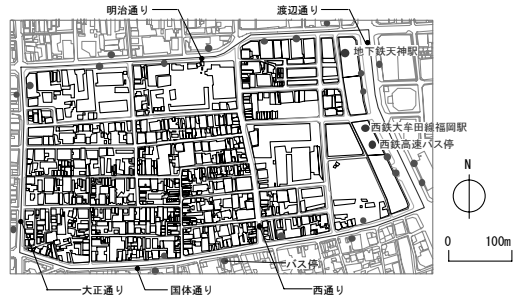 明治通り
渡辺通り
地下鉄天神駅
西鉄大牟田線福岡駅
西鉄高速バス停
N
0 100m
バス停
大正通り
国体通り
西通り